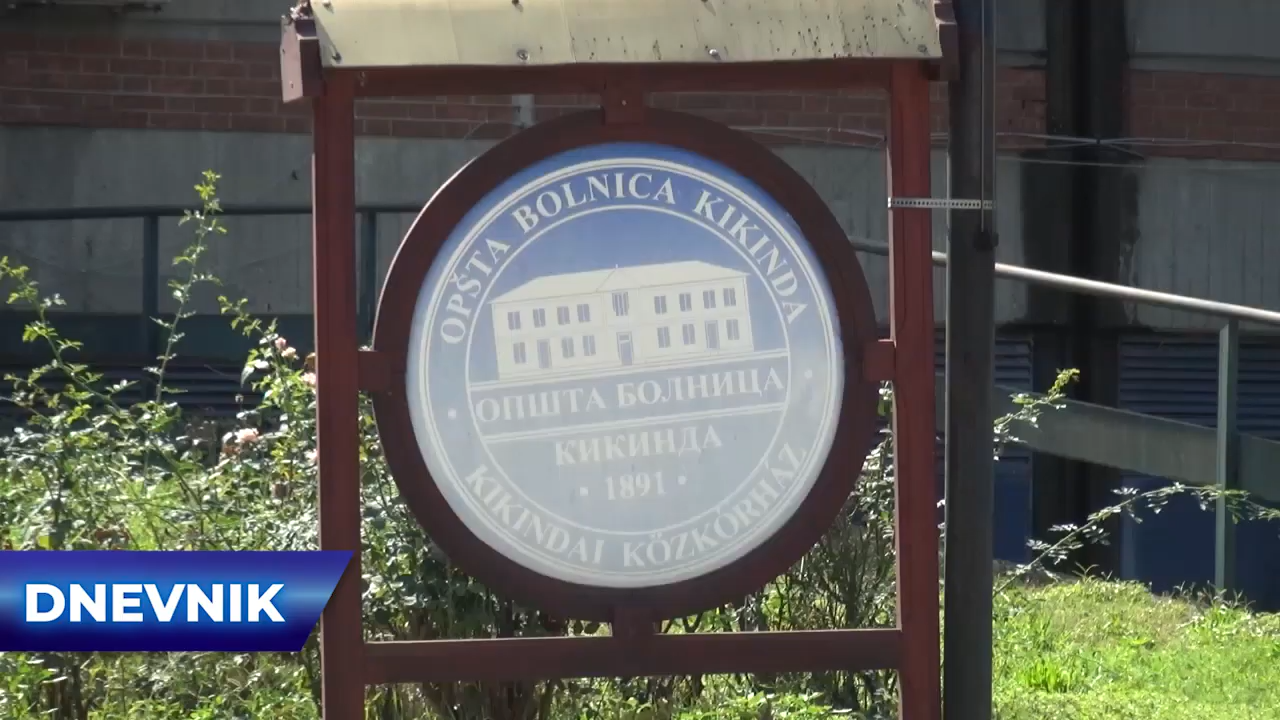 OPŠTA BOLNICA KIKINDA
ОПШТА БОЛНИЦА
КИКИНДА
• 1891 •
KIKINDAI KÖZKÓRHÁZ
DNEVNIK